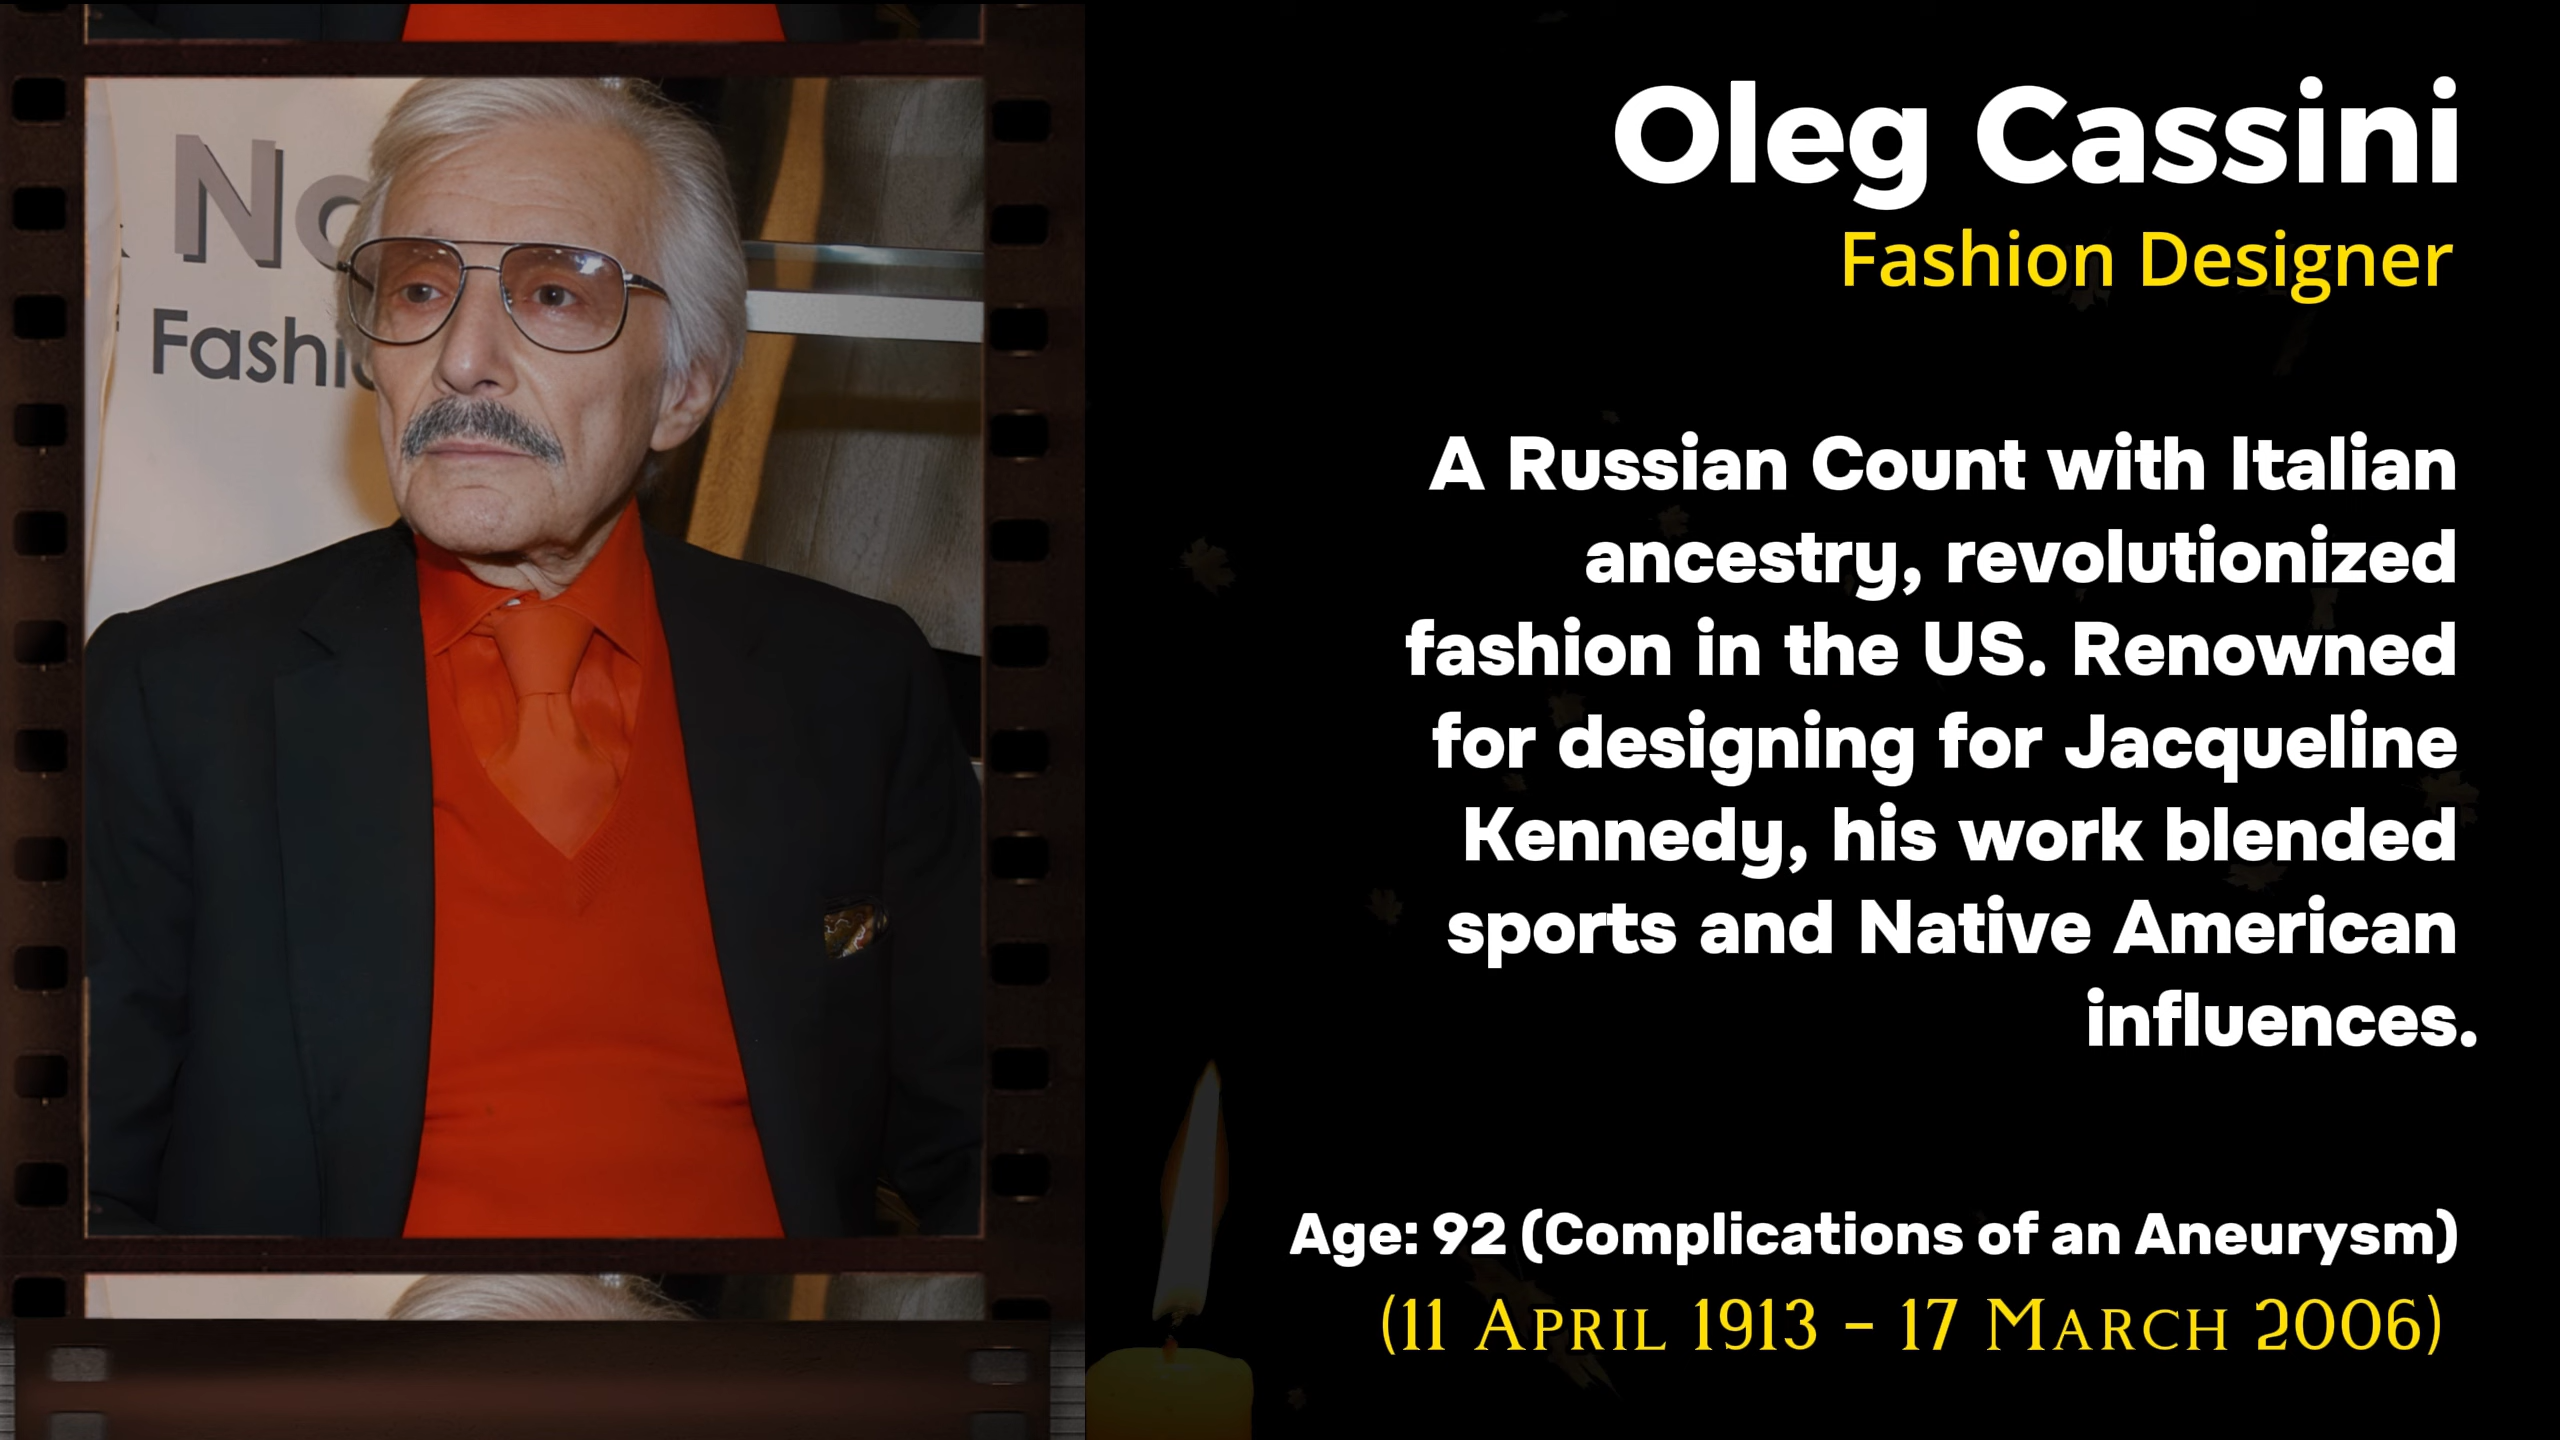 No
Fashi
Oleg Cassini
Fashion Designer
A Russian Count with Italian
ancestry, revolutionized
fashion in the US. Renowned
for designing for Jacqueline
Kennedy, his work blended
sports and Native American
influences.
Age: 92 (Complications of an Aneurysm)
(11 April 1913 – 17 March 2006)